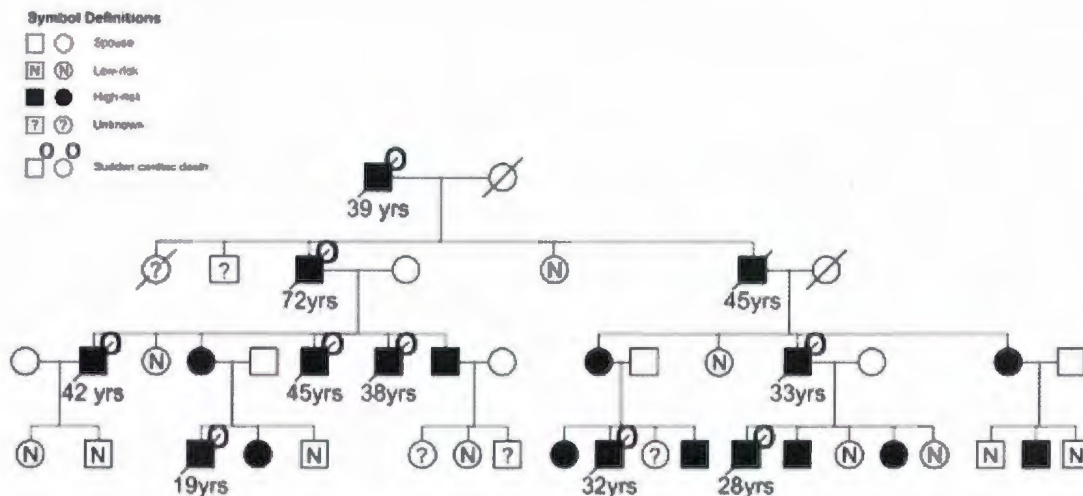 Symbol Definitions
Spouse
N N Low-risk
High-risk
? ? Unknown
O O
Sudden cardiac death
O
39 yrs
O
? ? N
72yrs 45yrs
O O O O
N N
42 yrs 45yrs 38yrs 33yrs
O O O
N N N ? N ? ? N N N N
19yrs 32yrs 28yrs